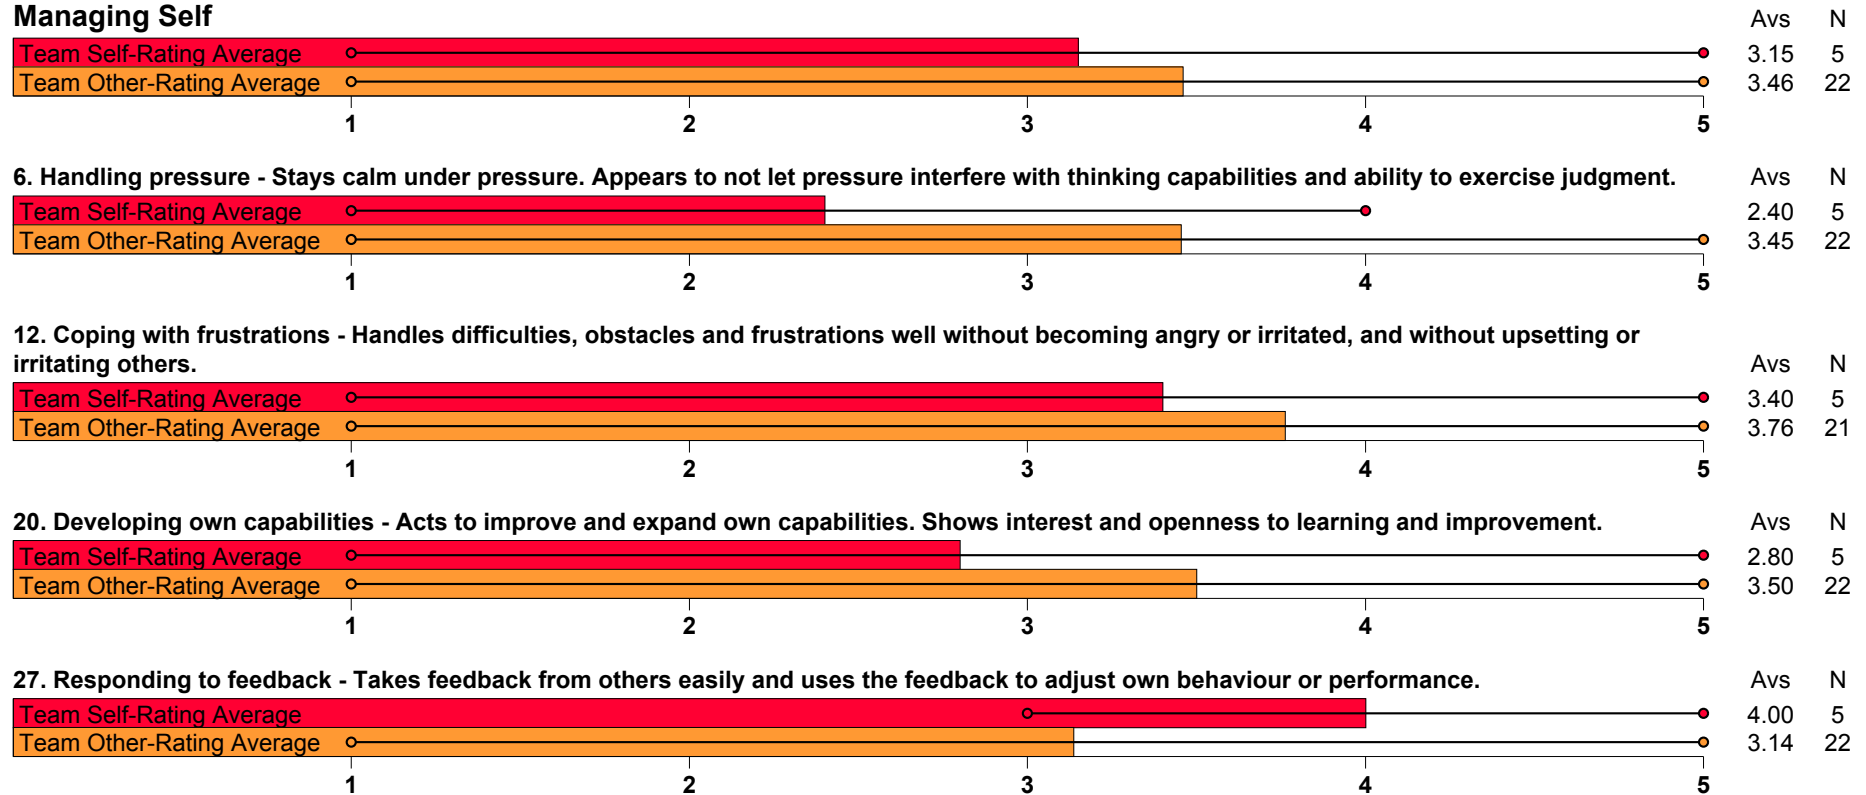 Managing Self Avs N
Team Self-Rating Average 3.15 5
Team Other-Rating Average 3.46 22
1 2 3 4 5
6. Handling pressure - Stays calm under pressure. Appears to not let pressure interfere with thinking capabilities and ability to exercise judgment. Avs N
Team Self-Rating Average 2.40 5
Team Other-Rating Average 3.45 22
1 2 3 4 5
12. Coping with frustrations - Handles difficulties, obstacles and frustrations well without becoming angry or irritated, and without upsetting or
irritating others. Avs N
Team Self-Rating Average 3.40 5
Team Other-Rating Average 3.76 21
1 2 3 4 5
20. Developing own capabilities - Acts to improve and expand own capabilities. Shows interest and openness to learning and improvement. Avs N
Team Self-Rating Average 2.80 5
Team Other-Rating Average 3.50 22
1 2 3 4 5
27. Responding to feedback - Takes feedback from others easily and uses the feedback to adjust own behaviour or performance. Avs N
Team Self-Rating Average 4.00 5
Team Other-Rating Average 3.14 22
1 2 3 4 5